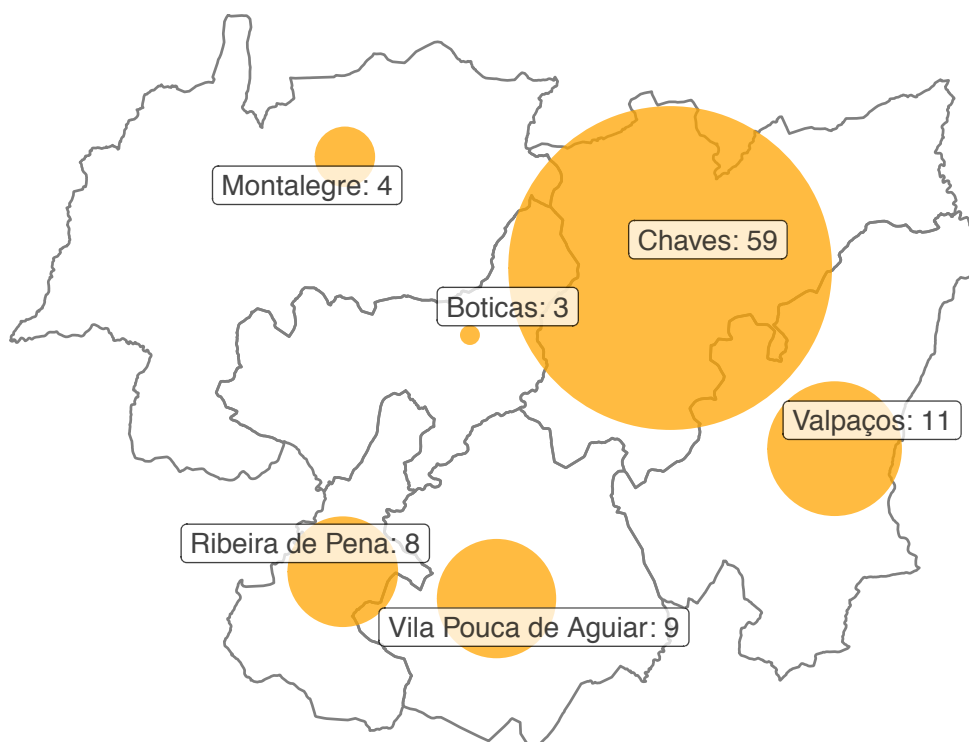 Montalegre: 4
Chaves: 59
Boticas: 3
Valpaços: 11
Ribeira de Pena: 8
Vila Pouca de Aguiar: 9